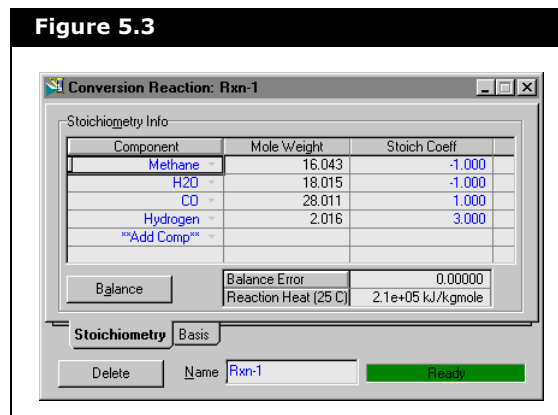 Figure 5.3
Conversion Reaction: Rxn-1
Stoichiometry Info
Component Mole Weight Stoich Coeff
Methane 16.043 -1.000
H2O 18.015 -1.000
CO 28.011 1.000
Hydrogen 2.016 3.000
**Add Comp**
Balance
Balance Error 0.00000
Reaction Heat (25 C) 2.1e+05 kJ/kgmole
Stoichiometry Basis
Delete Name Rxn-1 Ready